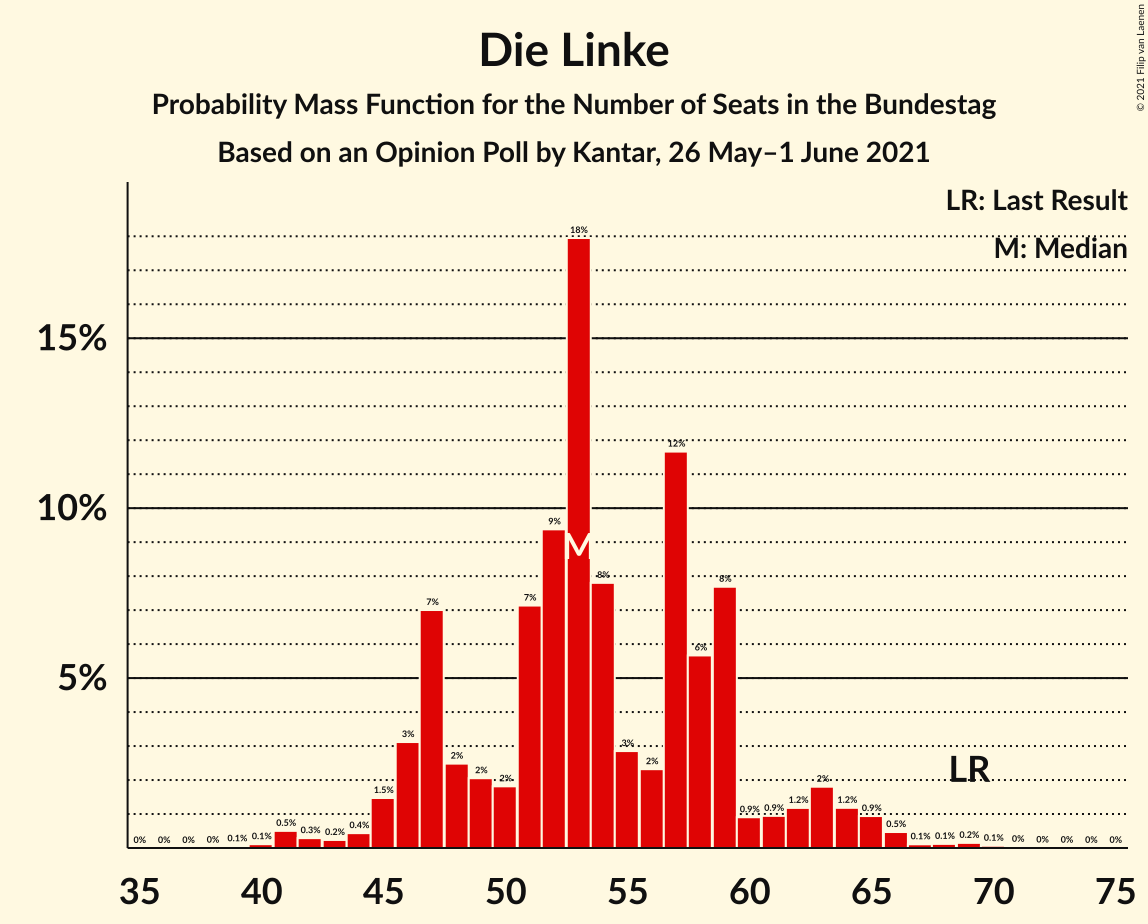 © 2021 Filip van Laenen
Die Linke
Probability Mass Function for the Number of Seats in the Bundestag
Based on an Opinion Poll by Kantar, 26 May–1 June 2021
LR: Last Result
M: Median
18%
15%
12%
10%
9%
M
8%
8%
7%
7%
6%
5%
3%
3%
2%
2%
2%
2%
2%
LR
1.5%
1.2%
1.2%
0.9%
0.9%
0.9%
0% 0% 0% 0% 0.1% 0.1% 0.5% 0.3% 0.2% 0.4% 0.5% 0.1% 0.1% 0.2% 0.1% 0% 0% 0% 0% 0%
35 40 45 50 55 60 65 70 75